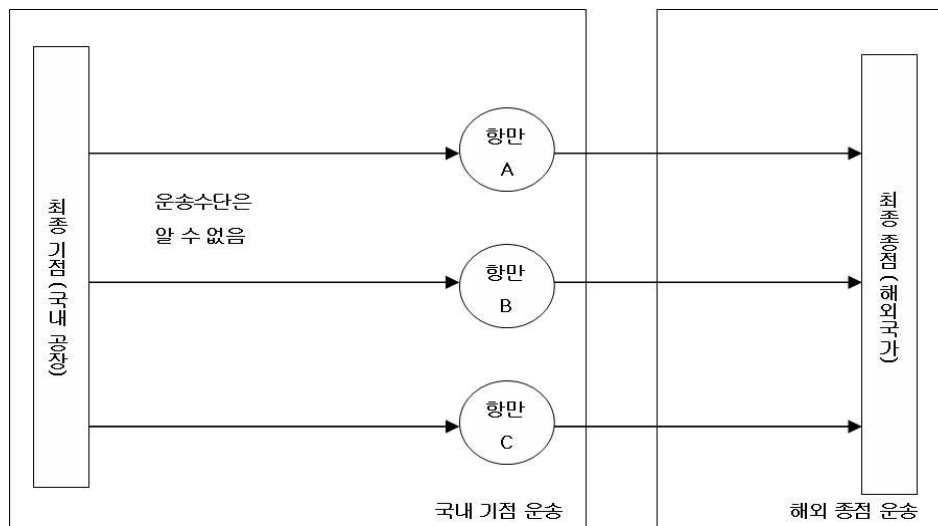 최종 기점(국내 공장)
운송수단은
알 수 없음
항만
A
항만
B
항만
C
최종 종점(해외국가)
국내 기점 운송
해외 종점 운송